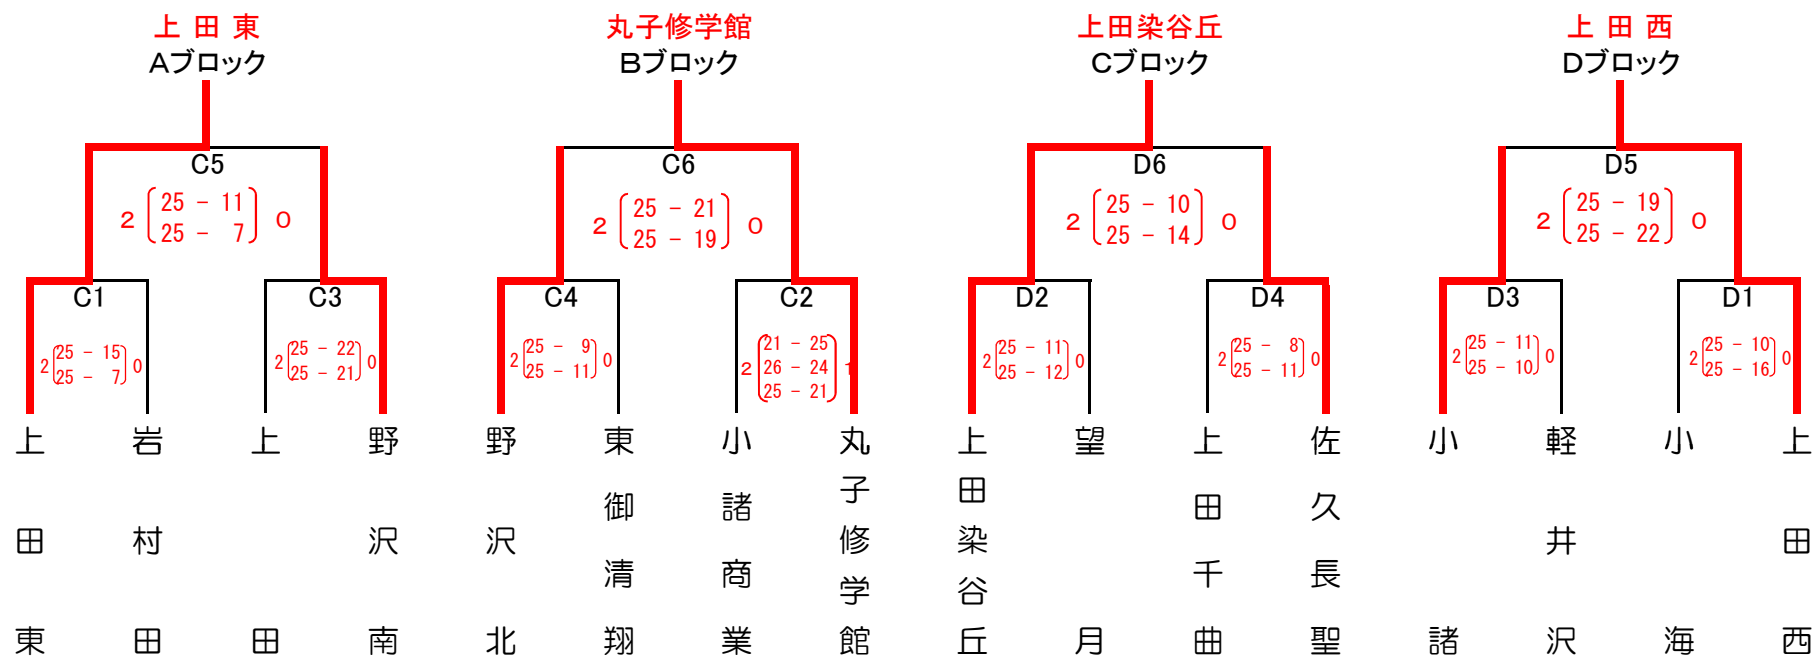 上田東
Aブロック
丸子修学館
Bブロック
上田染谷丘
Cブロック
上田西
Dブロック
C5
2 25 - 11 0
25 - 7
C6
2 25 - 21 0
25 - 19
D6
2 25 - 10 0
25 - 14
D5
2 25 - 19 0
25 - 22
C1
2 25 - 15 0
25 - 7
C3
2 25 - 22 0
25 - 21
C4
2 25 - 9 0
25 - 11
C2
21 - 25
2 26 - 24 1
25 - 21
D2
2 25 - 11 0
25 - 12
D4
2 25 - 8 0
25 - 11
D3
2 25 - 11 0
25 - 10
D1
2 25 - 10 0
25 - 16
上田東
岩村田
上田
野沢南
野沢北
東御清翔
小諸商業
丸子修学館
上田染谷丘
望月
上田千曲
佐久長聖
小諸
軽井沢
小海
上田西